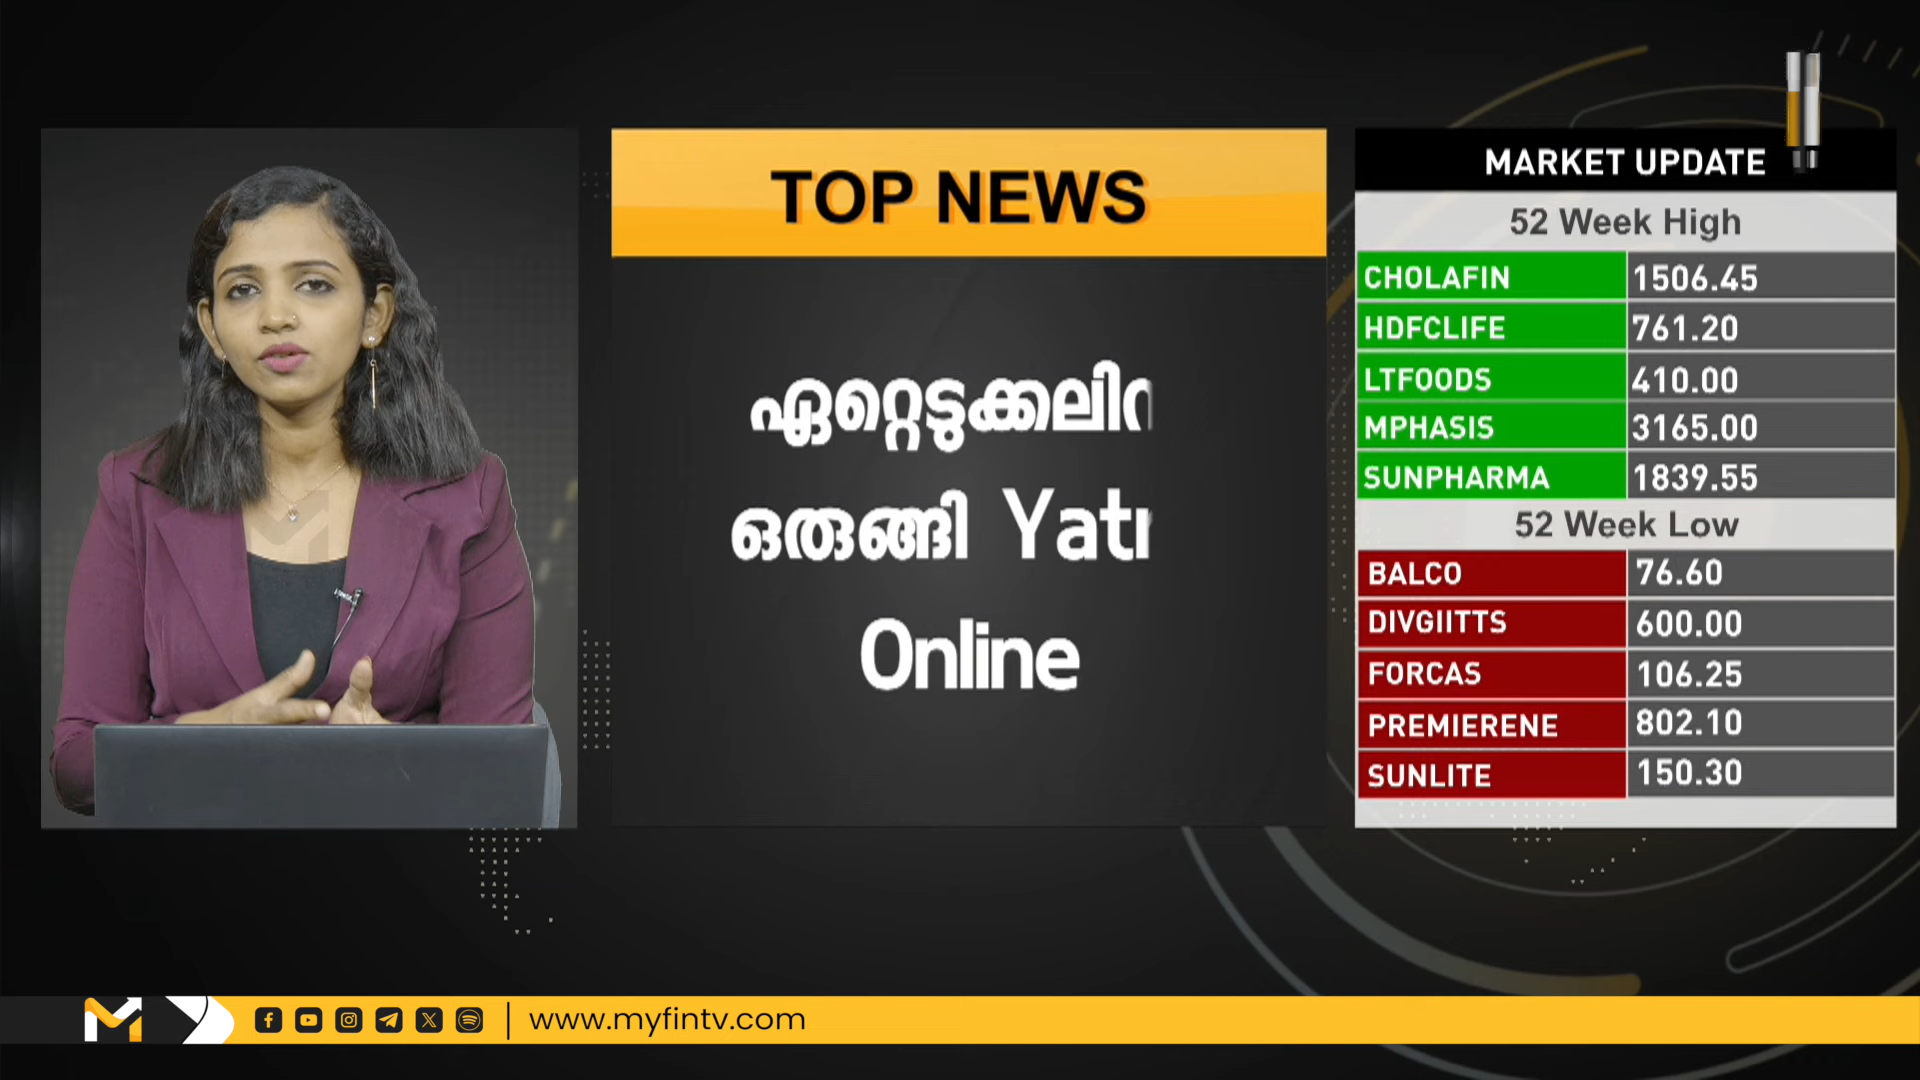 TOP NEWS
ഏറ്റെടുക്കലിന
ഒരുങ്ങി Yatr
Online
MARKET UPDATE
52 Week High
CHOLAFIN 1506.45
HDFCLIFE 761.20
LTFOODS 410.00
MPHASIS 3165.00
SUNPHARMA 1839.55
52 Week Low
BALCO 76.60
DIVGIITTS 600.00
FORCAS 106.25
PREMIERENE 802.10
SUNLITE 150.30
www.myfintv.com